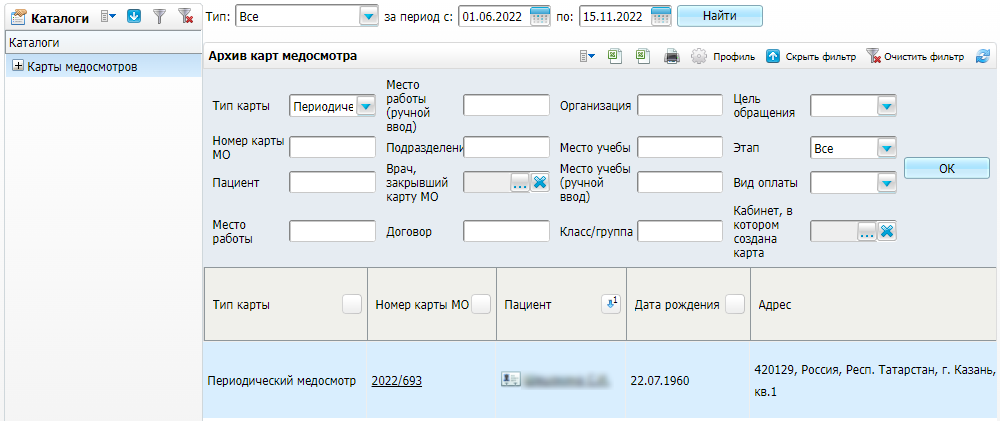 Каталоги
Каталоги
Карты медосмотров
Тип: Все за период с: 01.06.2022 по: 15.11.2022 Найти
Архив карт медосмотра Профиль Скрыть фильтр Очистить фильтр
Тип карты Периодиче
Место
работы
(ручной
ввод)
Организация
Цель
обращения
Номер карты
МО
Подразделени
Место учебы
Этап Все
Пациент
Врач,
закрывший
карту МО
...
Место учебы
(ручной
ввод)
Вид оплаты
ОК
Место
работы
Договор
Класс/группа
Кабинет, в
котором
создана
карта
...
Тип карты Номер карты МО Пациент 1 Дата рождения Адрес
Периодический медосмотр 2022/693 22.07.1960 420129, Россия, Респ. Татарстан, г. Казань,
кв.1